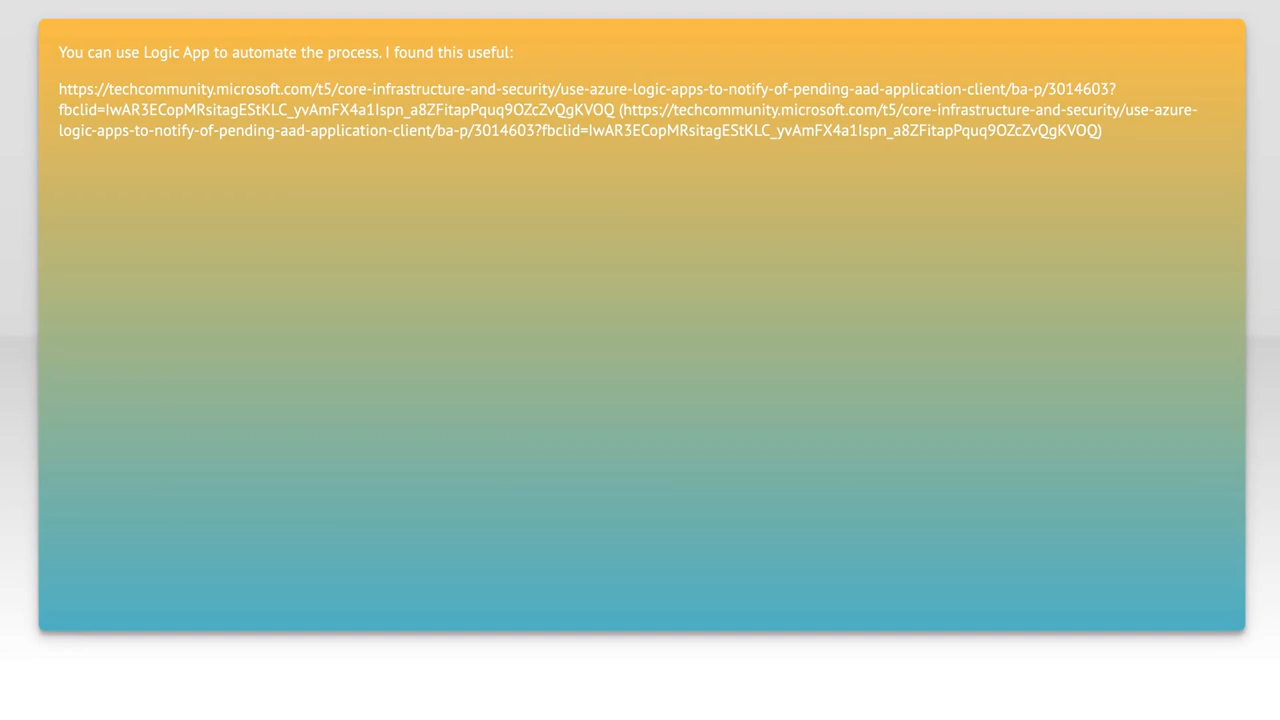 You can use Logic App to automate the process. I found this useful:
https://techcommunity.microsoft.com/t5/core-infrastructure-and-security/use-azure-logic-apps-to-notify-of-pending-aad-application-client/ba-p/3014603?
fbclid=IwAR3ECopMRsitagEStKLC_yvAmFX4a1Ispn_a8ZFitapPquq9OZcZvQgKVOQ (https://techcommunity.microsoft.com/t5/core-infrastructure-and-security/use-azure-
logic-apps-to-notify-of-pending-aad-application-client/ba-p/3014603?fbclid=IwAR3ECopMRsitagEStKLC_yvAmFX4a1Ispn_a8ZFitapPquq9OZcZvQgKVOQ)